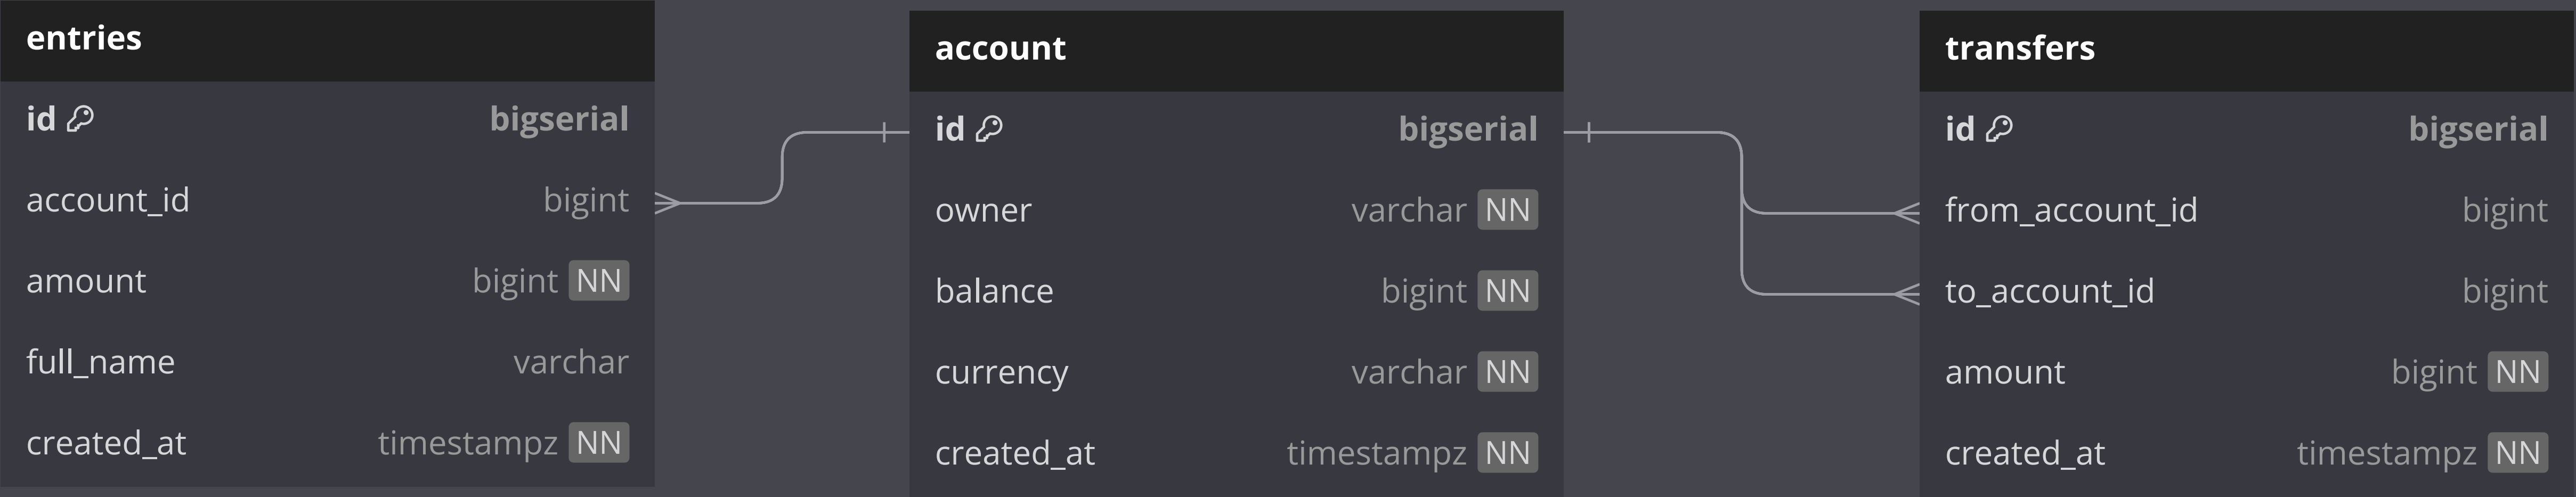 entries
id bigserial
account_id bigint
amount bigint NN
full_name varchar
created_at timestampz NN
account
id bigserial
owner varchar NN
balance bigint NN
currency varchar NN
created_at timestampz NN
transfers
id bigserial
from_account_id bigint
to_account_id bigint
amount bigint NN
created_at timestampz NN